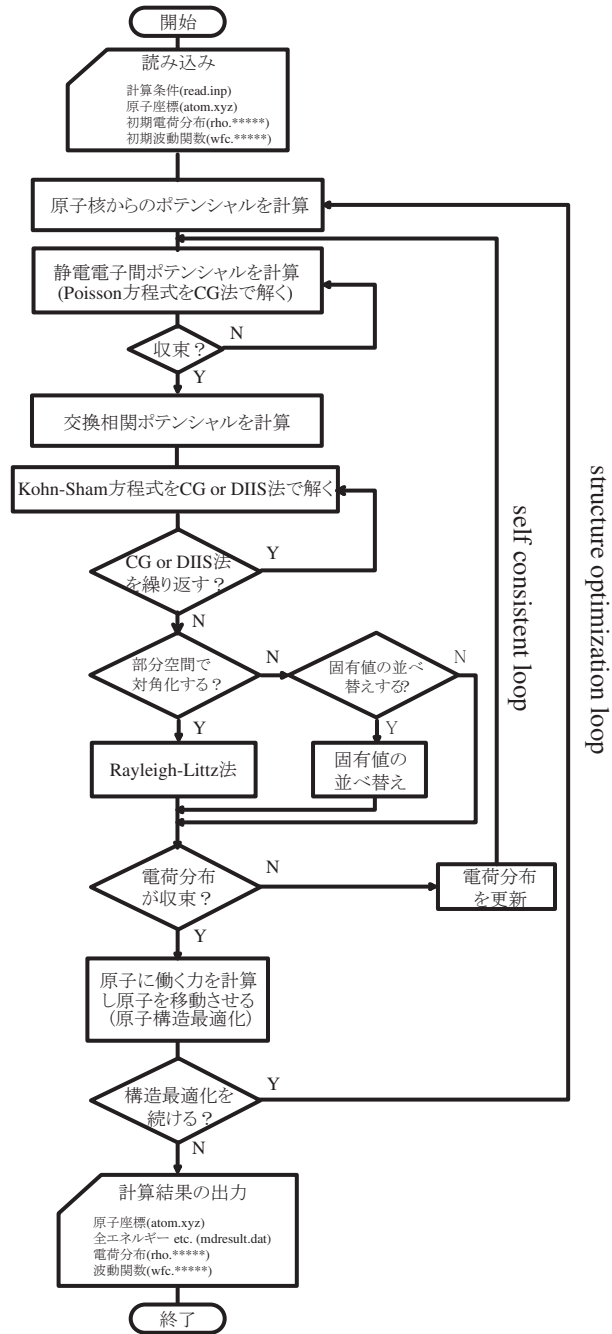 開始
読み込み
計算条件(read.inp)
原子座標(atom.xyz)
初期電荷分布(rho.*****)
初期波動関数(wfc.*****)
原子核からのポテンシャルを計算
静電電子間ポテンシャルを計算
(Poisson方程式をCG法で解く)
収束？
N
Y
交換相関ポテンシャルを計算
Kohn-Sham方程式をCG or DIIS法で解く
CG or DIIS法
を繰り返す？
Y
N
部分空間で
対角化する？
N
Y
固有値の並べ
替えする?
N
Y
Rayleigh-Littz法
固有値の
並べ替え
電荷分布
が収束？
N
Y
電荷分布
を更新
self consistent loop
structure optimization loop
原子に働く力を計算
し原子を移動させる
(原子構造最適化)
構造最適化を
続ける？
Y
N
計算結果の出力
原子座標(atom.xyz)
全エネルギー etc. (mdresult.dat)
電荷分布(rho.*****)
波動関数(wfc.*****)
終了